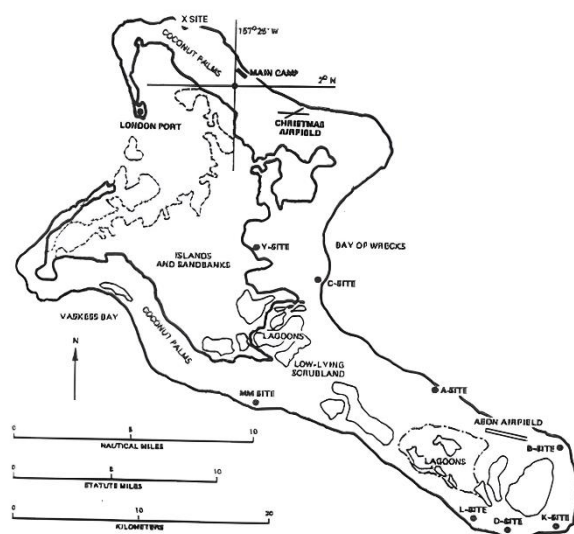 X SITE
157°25' W
COCONUT PALMS
MAIN CAMP
2° N
LONDON PORT
CHRISTMAS
AIRFIELD
BAY OF WRECKS
Y-SITE
ISLANDS
AND SANDBANKS
C-SITE
VASKESS BAY
COCONUT PALMS
LAGOONS
N
LOW-LYING
SCRUBLAND
A-SITE
MM SITE
AEON AIRFIELD
B-SITE
0 5 10
NAUTICAL MILES
LAGOONS
0 5 10
STATUTE MILES
L-SITE
D-SITE
K-SITE
0 10 20
KILOMETERS